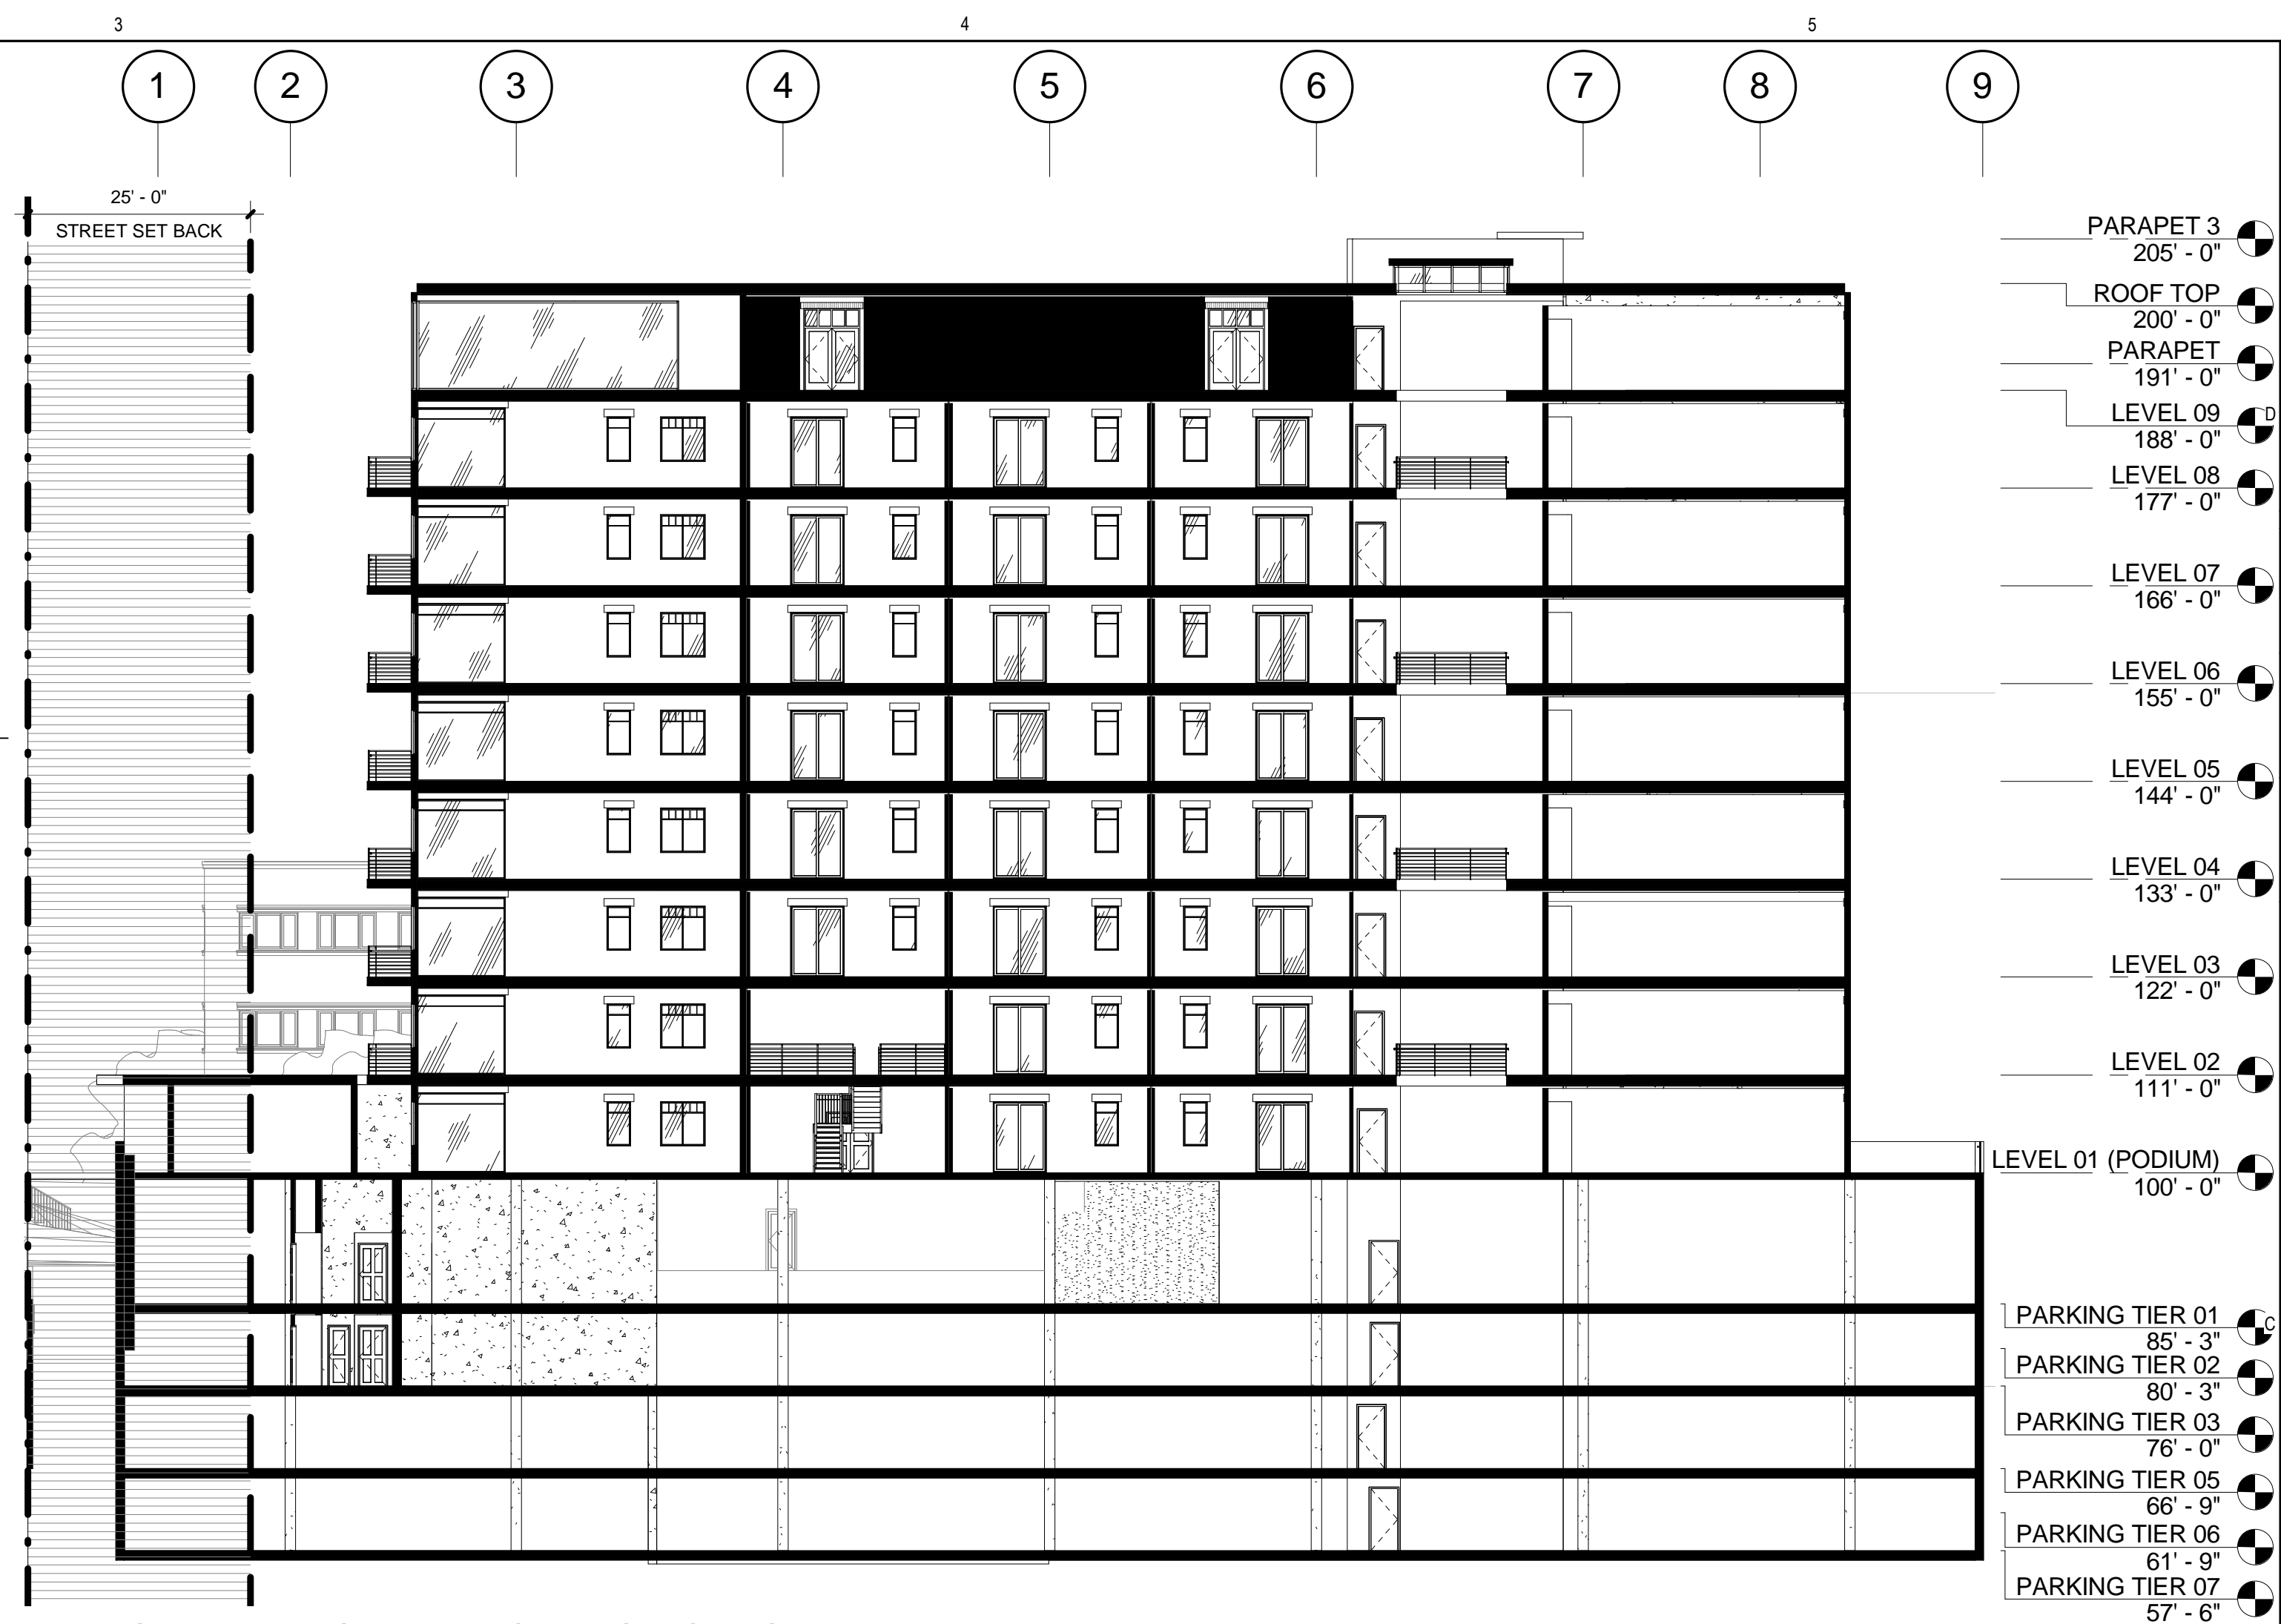 3
4
5
1
2
3
4
5
6
7
8
9
25' - 0"
STREET SET BACK
PARAPET 3
205' - 0"
ROOF TOP
200' - 0"
PARAPET
191' - 0"
LEVEL 09
D
188' - 0"
LEVEL 08
177' - 0"
LEVEL 07
166' - 0"
LEVEL 06
155' - 0"
LEVEL 05
144' - 0"
LEVEL 04
133' - 0"
LEVEL 03
122' - 0"
LEVEL 02
111' - 0"
LEVEL 01 (PODIUM)
100' - 0"
PARKING TIER 01
C
85' - 3"
PARKING TIER 02
80' - 3"
PARKING TIER 03
76' - 0"
PARKING TIER 05
66' - 9"
PARKING TIER 06
61' - 9"
PARKING TIER 07
57' - 6"